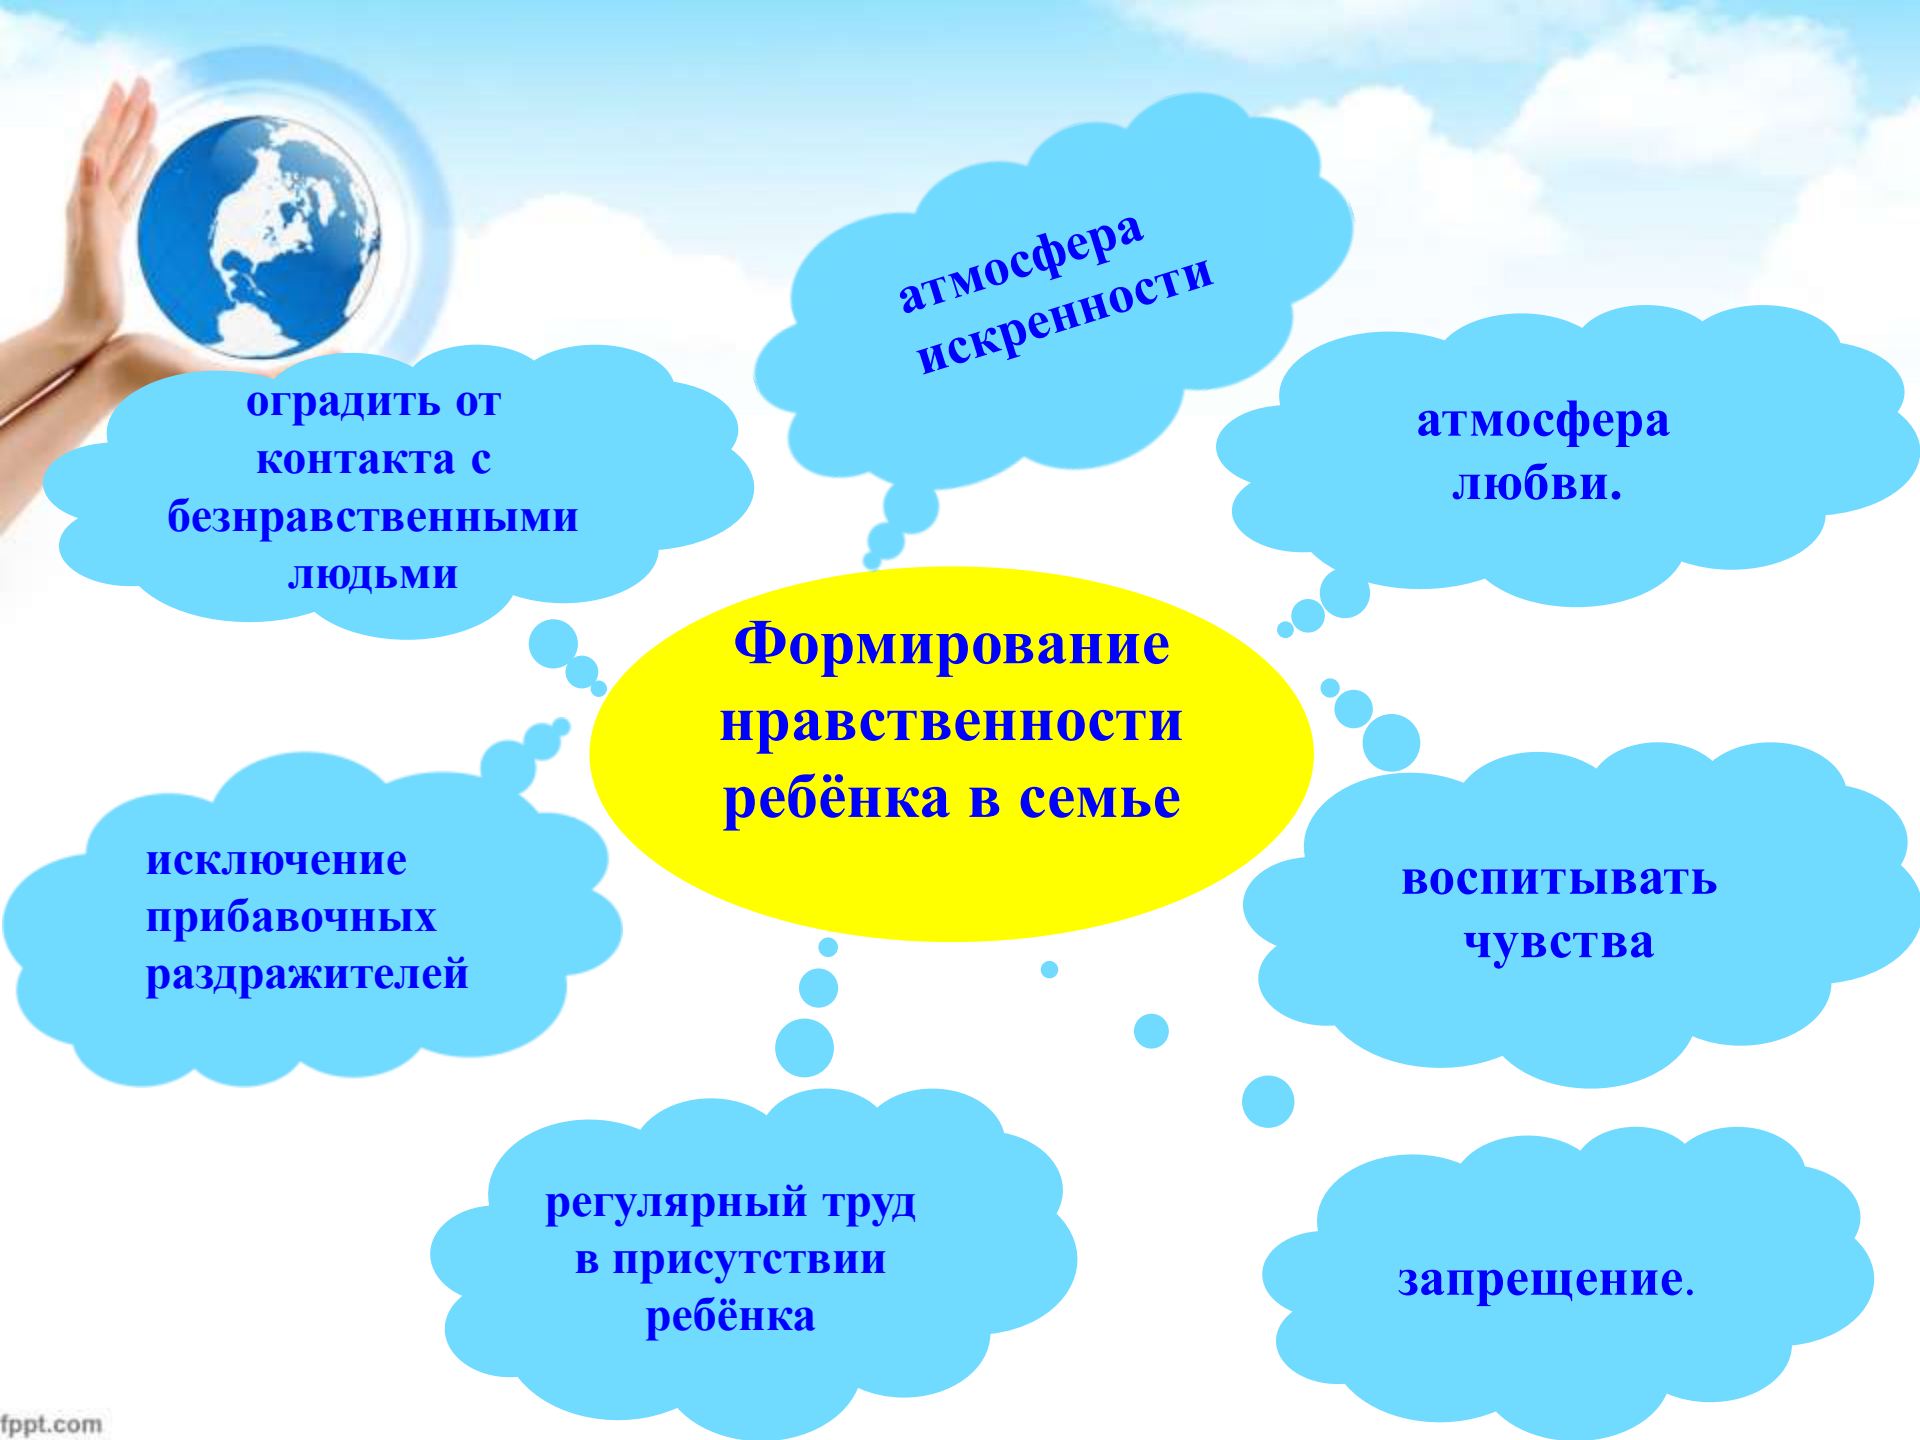 атмосфера
искренности
оградить от
контакта с
безнравственными
людьми
атмосфера
любви.
Формирование
нравственности
ребёнка в семье
исключение
прибавочных
раздражителей
воспитывать
чувства
регулярный труд
в присутствии
ребёнка
запрещение.
fppt.com